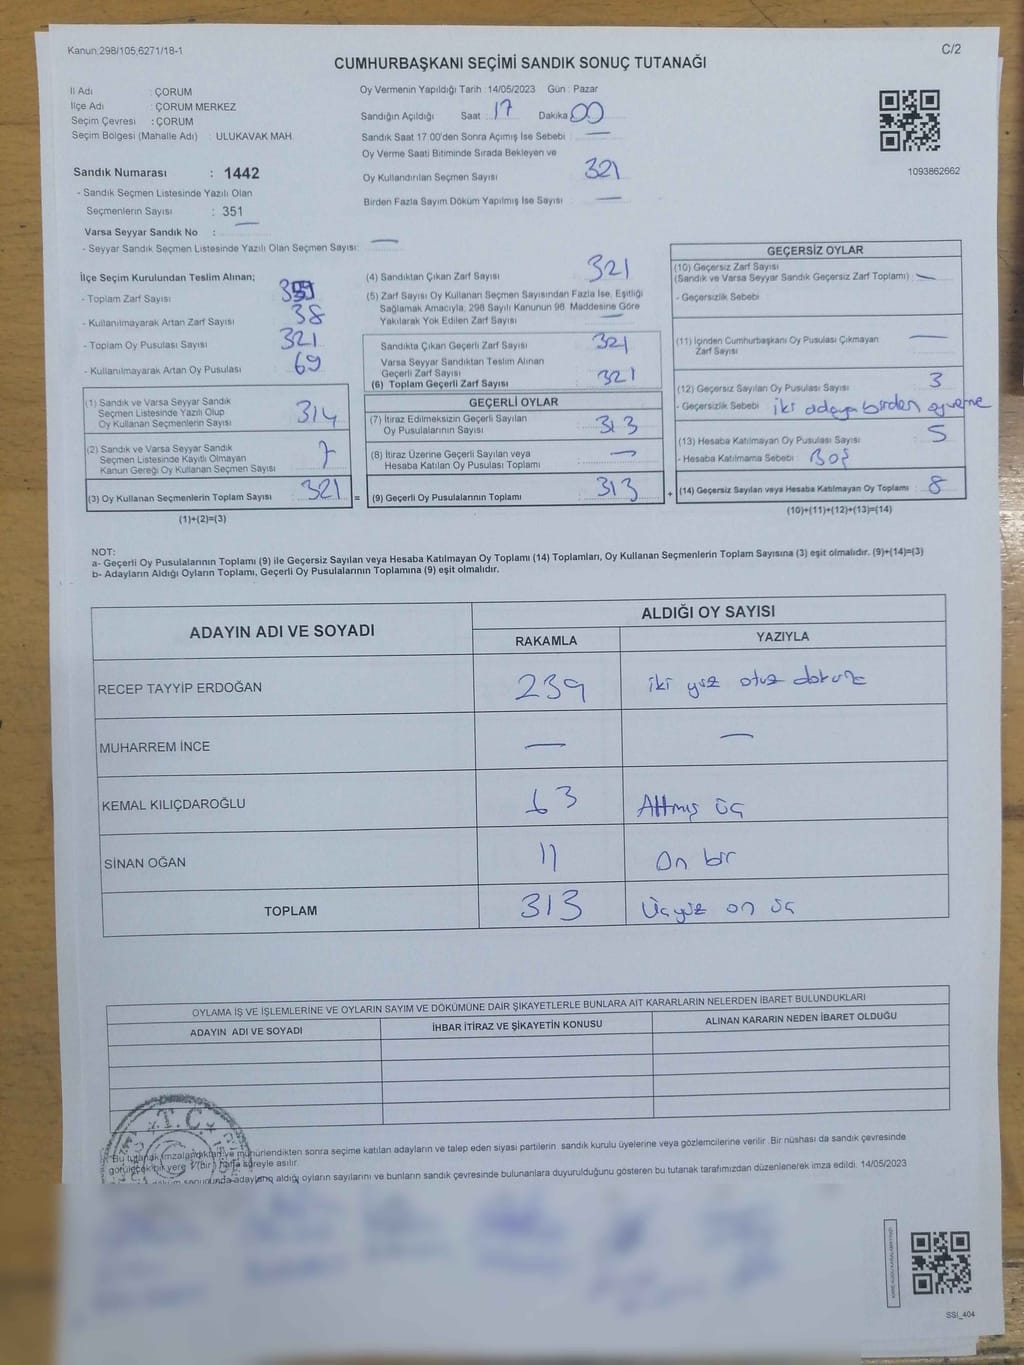 Kanun,298/105,6271/18-1
C/2
CUMHURBAŞKANI SEÇİMİ SANDIK SONUÇ TUTANAĞI
İl Adı : ÇORUM
İlçe Adı : ÇORUM MERKEZ
Seçim Çevresi : ÇORUM
Seçim Bölgesi (Mahalle Adı) : ULUKAVAK MAH.
Oy Vermenin Yapıldığı Tarih :14/05/2023 Gün : Pazar
Sandığın Açıldığı Saat : 17 Dakika : 00
Sandık Saat 17:00'den Sonra Açımış İse Sebebi : —
Oy Verme Saati Bitiminde Sırada Bekleyen ve
Oy Kullandırılan Seçmen Sayısı 321
Birden Fazla Sayım Döküm Yapılmış İse Sayısı : —
1093862662
Sandık Numarası : 1442
- Sandık Seçmen Listesinde Yazılı Olan
Seçmenlerin Sayısı : 351
Varsa Seyyar Sandık No : —
- Seyyar Sandık Seçmen Listesinde Yazılı Olan Seçmen Sayısı: —
İlçe Seçim Kurulundan Teslim Alınan;
- Toplam Zarf Sayısı
- Kullanılmayarak Artan Zarf Sayısı 38
- Toplam Oy Pusulası Sayısı 321
- Kullanılmayarak Artan Oy Pusulası 69
(1) Sandık ve Varsa Seyyar Sandık
Seçmen Listesinde Yazılı Olup
Oy Kullanan Seçmenlerin Sayısı 314
(2) Sandık ve Varsa Seyyar Sandık
Seçmen Listesinde Kayıtlı Olmayan
Kanun Gereği Oy Kullanan Seçmen Sayısı 7
(3) Oy Kullanan Seçmenlerin Toplam Sayısı 321 =
(1)+(2)=(3)
(4) Sandıktan Çıkan Zarf Sayısı 321
(5) Zarf Sayısı Oy Kullanan Seçmen Sayısından Fazla İse, Eşitliği
Sağlamak Amacıyla, 298 Sayılı Kanunun 98. Maddesine Göre
Yakılarak Yok Edilen Zarf Sayısı —
Sandıkta Çıkan Geçerli Zarf Sayısı 321
Varsa Seyyar Sandıktan Teslim Alınan
Geçerli Zarf Sayısı
(6) Toplam Geçerli Zarf Sayısı 321
GEÇERLİ OYLAR
(7) İtiraz Edilmeksizin Geçerli Sayılan
Oy Pusulalarının Sayısı 313
(8) İtiraz Üzerine Geçerli Sayılan veya
Hesaba Katılan Oy Pusulası Toplamı —
(9) Geçerli Oy Pusulalarının Toplamı 313 +
GEÇERSİZ OYLAR
(10) Geçersiz Zarf Sayısı
(Sandık ve Varsa Seyyar Sandık Geçersiz Zarf Toplamı) : —
- Geçersizlik Sebebi
(11) İçinden Cumhurbaşkanı Oy Pusulası Çıkmayan
Zarf Sayısı —
(12) Geçersiz Sayılan Oy Pusulası Sayısı 3
- Geçersizlik Sebebi : iki adaya birden oy verme
(13) Hesaba Katılmayan Oy Pusulası Sayısı 5
- Hesaba Katılmama Sebebi : Boş
(14) Geçersiz Sayılan veya Hesaba Katılmayan Oy Toplamı 8
(10)+(11)+(12)+(13)=(14)
NOT:
a- Geçerli Oy Pusulalarının Toplamı (9) ile Geçersiz Sayılan veya Hesaba Katılmayan Oy Toplamı (14) Toplamları, Oy Kullanan Seçmenlerin Toplam Sayısına (3) eşit olmalıdır. (9)+(14)=(3)
b- Adayların Aldığı Oyların Toplamı, Geçerli Oy Pusulalarının Toplamına (9) eşit olmalıdır.
ADAYIN ADI VE SOYADI
ALDIĞI OY SAYISI
RAKAMLA YAZIYLA
RECEP TAYYİP ERDOĞAN 239 iki yüz otuz dokuz
MUHARREM İNCE — —
KEMAL KILIÇDAROĞLU 63 Altmış üç
SİNAN OĞAN 11 On bir
TOPLAM 313 Üçyüz on üç
OYLAMA İŞ VE İŞLEMLERİNE VE OYLARIN SAYIM VE DÖKÜMÜNE DAİR ŞİKAYETLERLE BUNLARA AİT KARARLARIN NELERDEN İBARET BULUNDUKLARI
ADAYIN ADI VE SOYADI İHBAR İTİRAZ VE ŞİKAYETİN KONUSU ALINAN KARARIN NEDEN İBARET OLDUĞU
T.C.
Bu tutanak imzalandıktan ve mühürlendikten sonra seçime katılan adayların ve talep eden siyasi partilerin sandık kurulu üyelerine veya gözlemcilerine verilir. Bir nüshası da sandık çevresinde
görülecek bir yere 1(bir) hafta süreyle asılır.
döküm sonucunda adayların aldığı oyların sayılarını ve bunların sandık çevresinde bulunanlara duyurulduğunu gösteren bu tutanak tarafımızdan düzenlenerek imza edildi. 14/05/2023
SSI_404